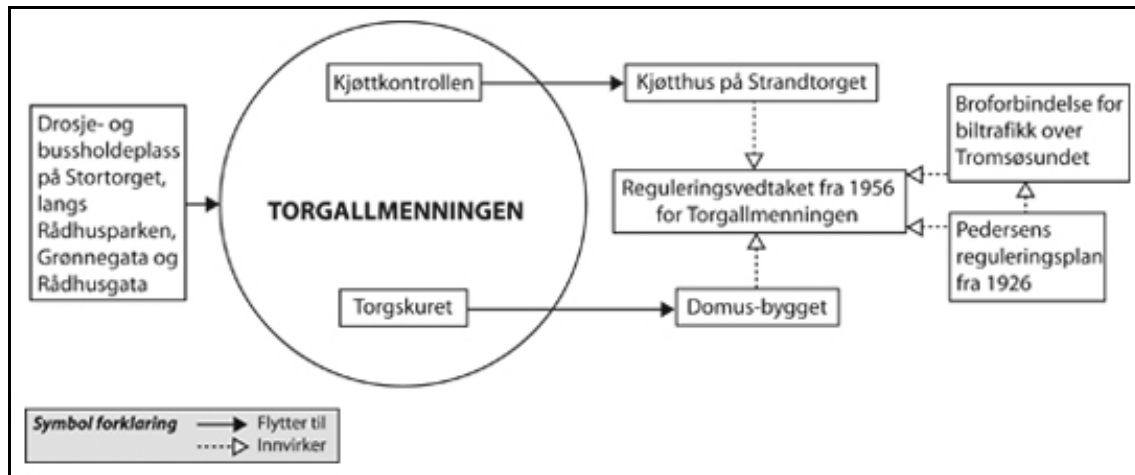 Drosje- og
bussholdeplass
på Stortorget,
langs
Rådhusparken,
Grønnegata og
Rådhusgata
TORGALLMENNINGEN
Kjøttkontrollen
Torgskuret
Kjøtthus på Strandtorget
Reguleringsvedtaket fra 1956
for Torgallmenningen
Domus-bygget
Broforbindelse for
biltrafikk over
Tromsøsundet
Pedersens
reguleringsplan
fra 1926
Symbol forklaring
Flytter til
Innvirker